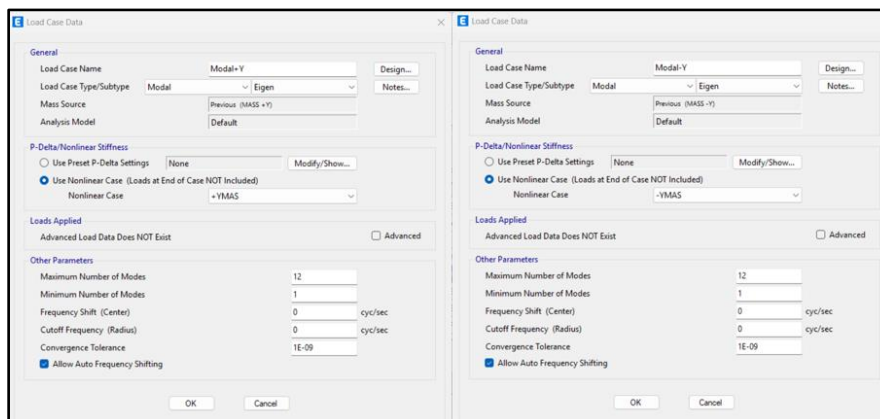 E Load Case Data
General
Load Case Name Modal+Y Design...
Load Case Type/Subtype Modal Eigen Notes...
Mass Source Previous (MASS +Y)
Analysis Model Default
P-Delta/Nonlinear Stiffness
Use Preset P-Delta Settings None Modify/Show...
Use Nonlinear Case (Loads at End of Case NOT Included)
Nonlinear Case +YMAS
Loads Applied
Advanced Load Data Does NOT Exist Advanced
Other Parameters
Maximum Number of Modes 12
Minimum Number of Modes 1
Frequency Shift (Center) 0 cyc/sec
Cutoff Frequency (Radius) 0 cyc/sec
Convergence Tolerance 1E-09
Allow Auto Frequency Shifting
OK Cancel
E Load Case Data
General
Load Case Name Modal-Y Design...
Load Case Type/Subtype Modal Eigen Notes...
Mass Source Previous (MASS -Y)
Analysis Model Default
P-Delta/Nonlinear Stiffness
Use Preset P-Delta Settings None Modify/Show...
Use Nonlinear Case (Loads at End of Case NOT Included)
Nonlinear Case -YMAS
Loads Applied
Advanced Load Data Does NOT Exist Advanced
Other Parameters
Maximum Number of Modes 12
Minimum Number of Modes 1
Frequency Shift (Center) 0 cyc/sec
Cutoff Frequency (Radius) 0 cyc/sec
Convergence Tolerance 1E-09
Allow Auto Frequency Shifting
OK Cancel